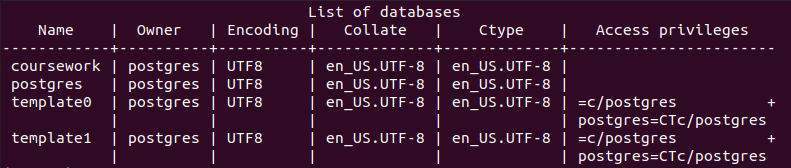 List of databases
    Name    |  Owner   | Encoding |   Collate   |    Ctype    |   Access privileges
------------+----------+----------+-------------+-------------+-----------------------
 coursework | postgres | UTF8     | en_US.UTF-8 | en_US.UTF-8 |
 postgres   | postgres | UTF8     | en_US.UTF-8 | en_US.UTF-8 |
 template0  | postgres | UTF8     | en_US.UTF-8 | en_US.UTF-8 | =c/postgres          +
            |          |          |             |             | postgres=CTc/postgres
 template1  | postgres | UTF8     | en_US.UTF-8 | en_US.UTF-8 | =c/postgres          +
            |          |          |             |             | postgres=CTc/postgres